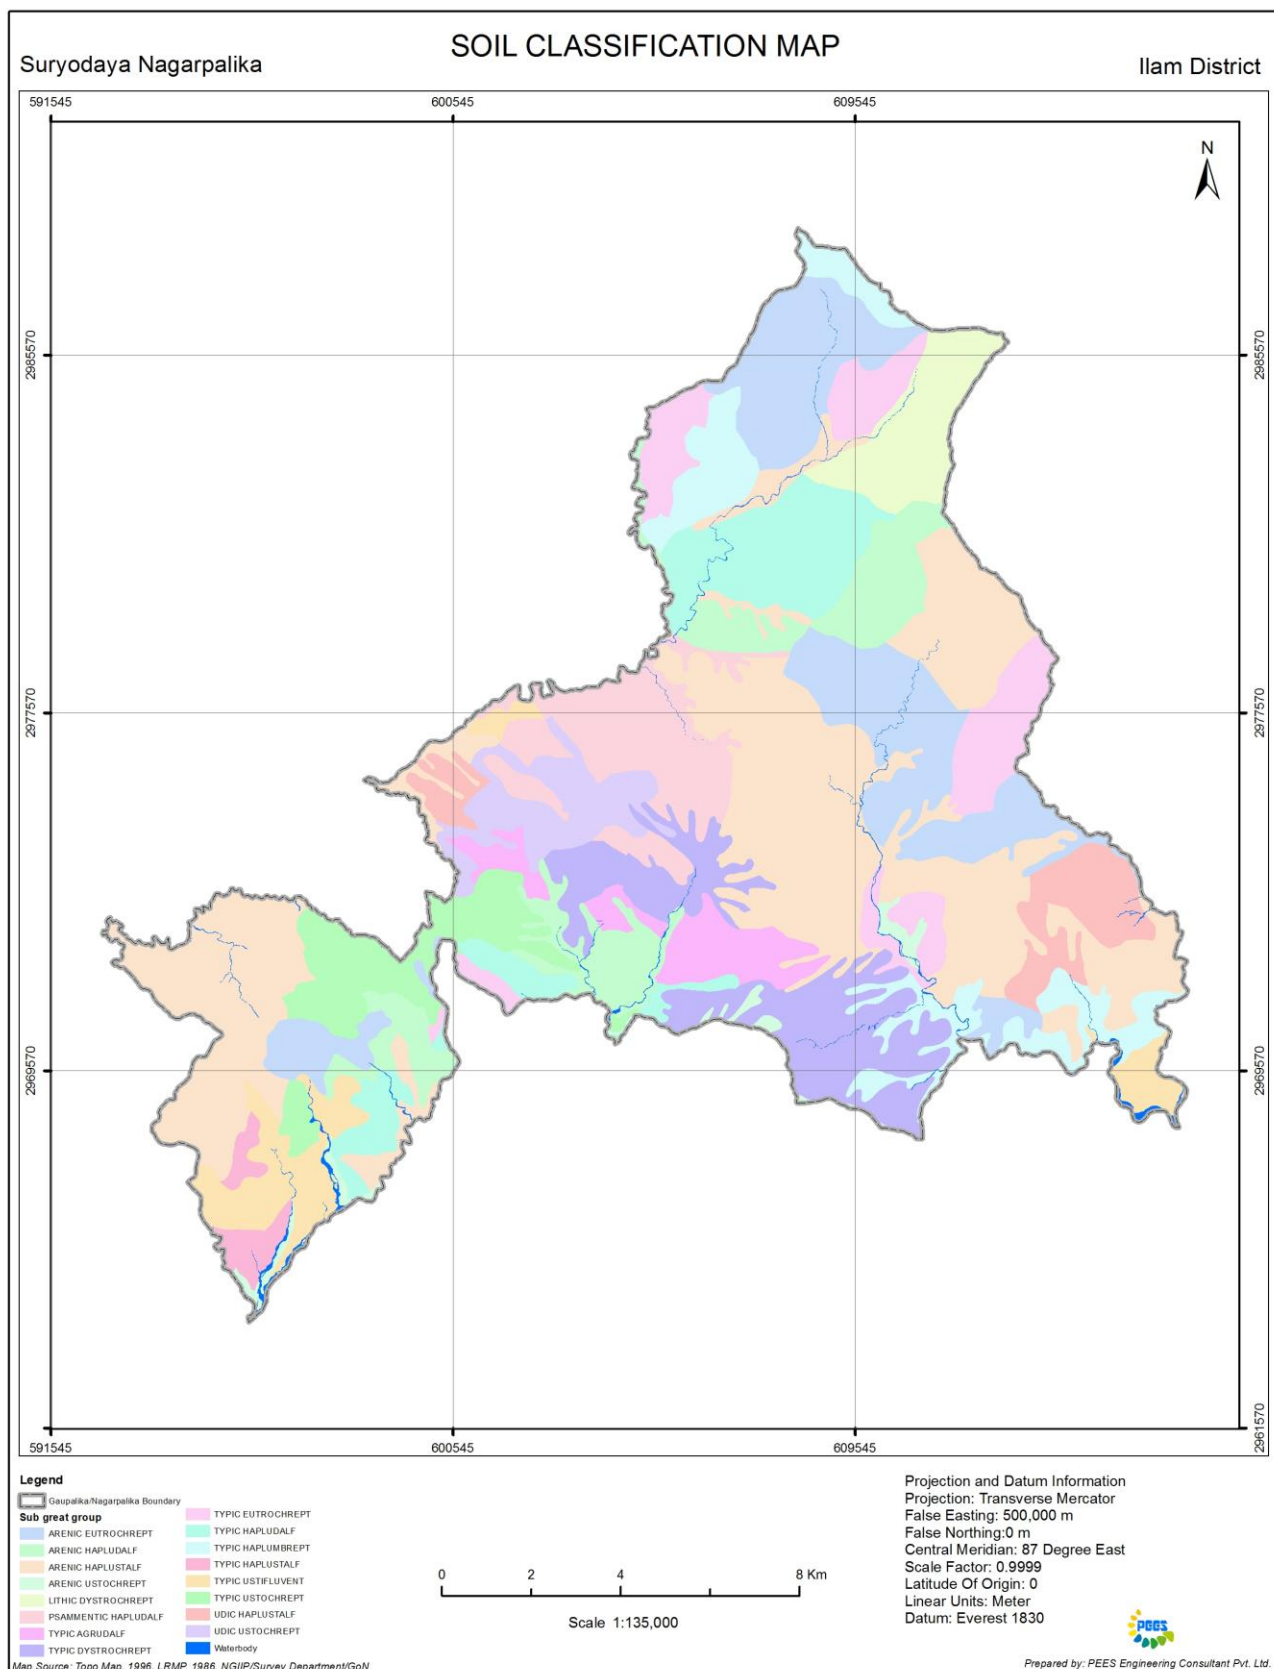 SOIL CLASSIFICATION MAP
Suryodaya Nagarpalika
Ilam District
591545
600545
609545
N
2985570
2985570
2977570
2977570
2969570
2969570
2961570
591545
600545
609545
Legend
Gaupalika/Nagarpalika Boundary
Sub great group
ARENIC EUTROCHREPT
ARENIC HAPLUDALF
ARENIC HAPLUSTALF
ARENIC USTOCHREPT
LITHIC DYSTROCHREPT
PSAMMENTIC HAPLUDALF
TYPIC AGRUDALF
TYPIC DYSTROCHREPT
TYPIC EUTROCHREPT
TYPIC HAPLUDALF
TYPIC HAPLUMBREPT
TYPIC HAPLUSTALF
TYPIC USTIFLUVENT
TYPIC USTOCHREPT
UDIC HAPLUSTALF
UDIC USTOCHREPT
Waterbody
0 2 4 8 Km
Scale 1:135,000
Projection and Datum Information
Projection: Transverse Mercator
False Easting: 500,000 m
False Northing:0 m
Central Meridian: 87 Degree East
Scale Factor: 0.9999
Latitude Of Origin: 0
Linear Units: Meter
Datum: Everest 1830
PEES
Map Source: Topo Map, 1996, LRMP, 1986, NGIIP/Survey Department/GoN
Prepared by: PEES Engineering Consultant Pvt. Ltd.